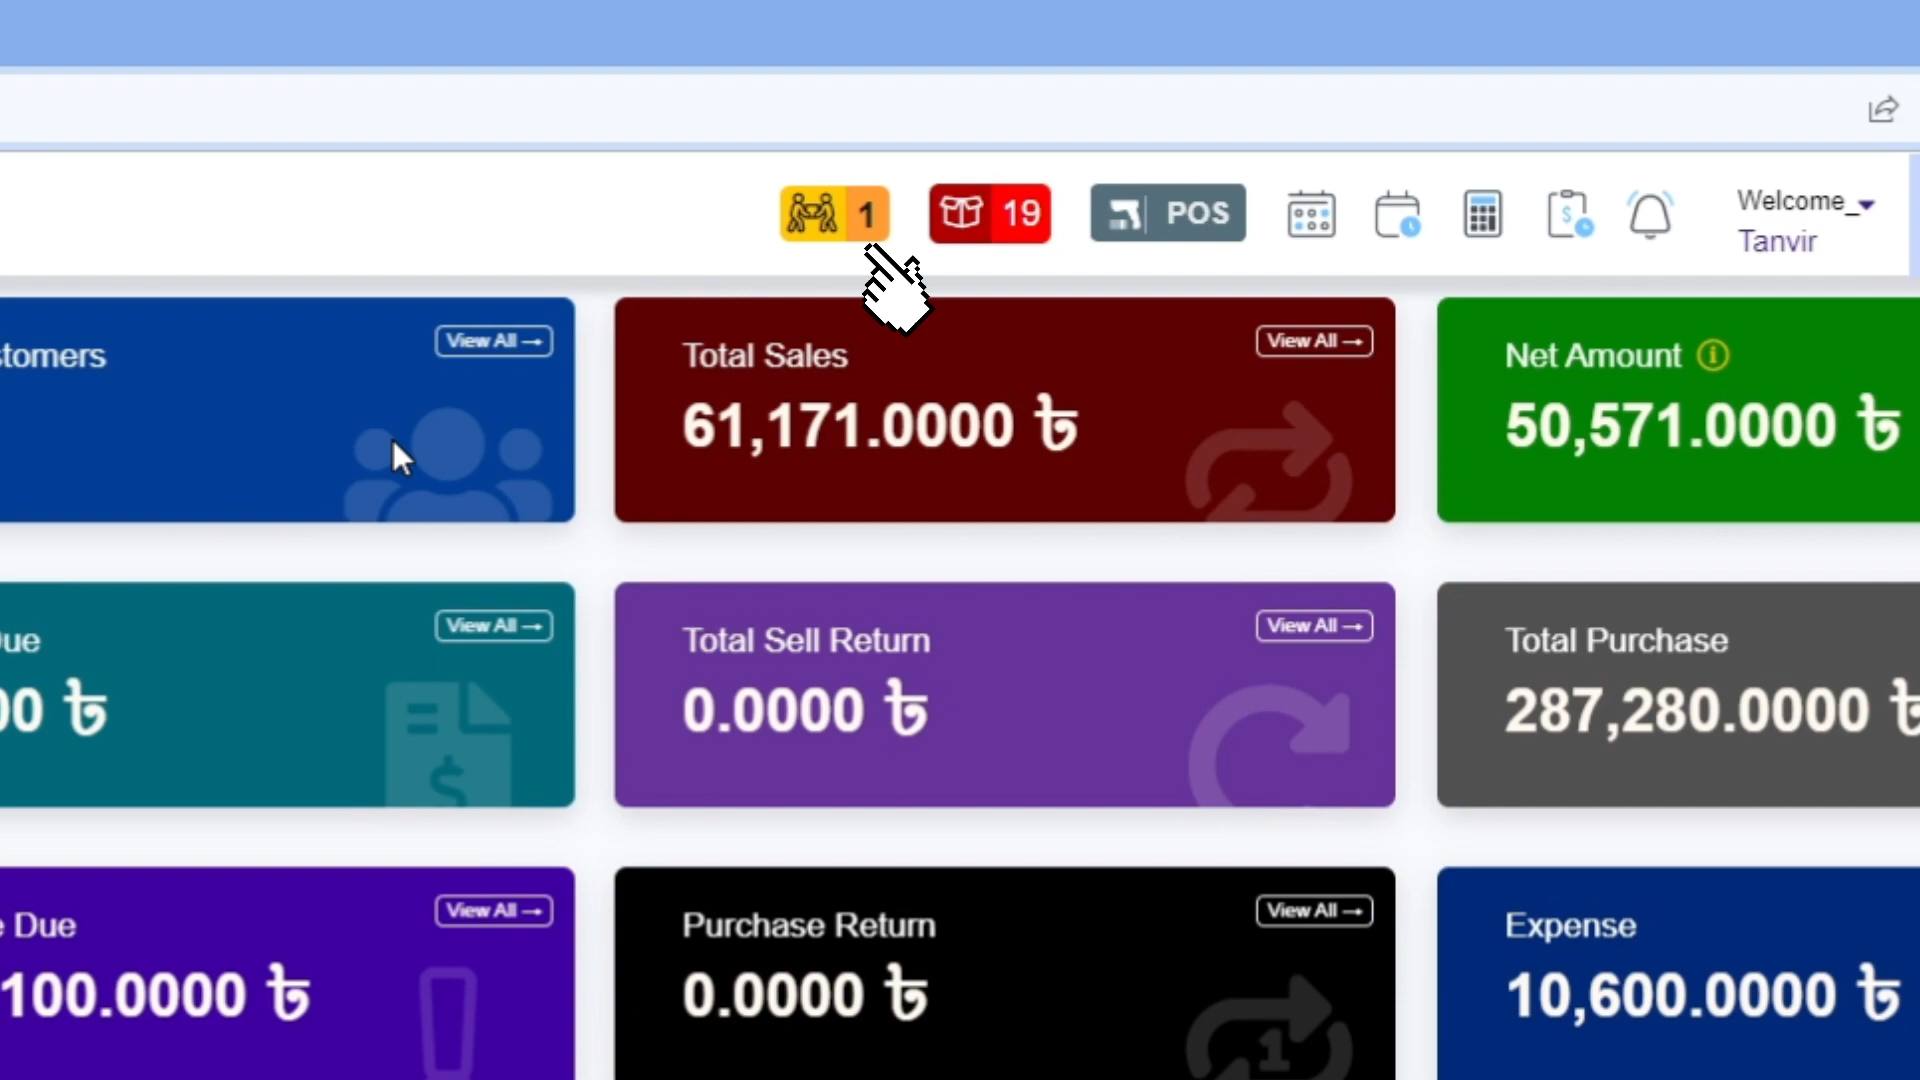 1
19
POS
$
Welcome_
Tanvir
stomers
View All →
Total Sales
View All →
61,171.0000 ৳
Net Amount
50,571.0000 ৳
ue
View All →
00 ৳
$
Total Sell Return
View All →
0.0000 ৳
Total Purchase
287,280.0000 ৳
e Due
View All →
100.0000 ৳
Purchase Return
View All →
0.0000 ৳
1
Expense
10,600.0000 ৳